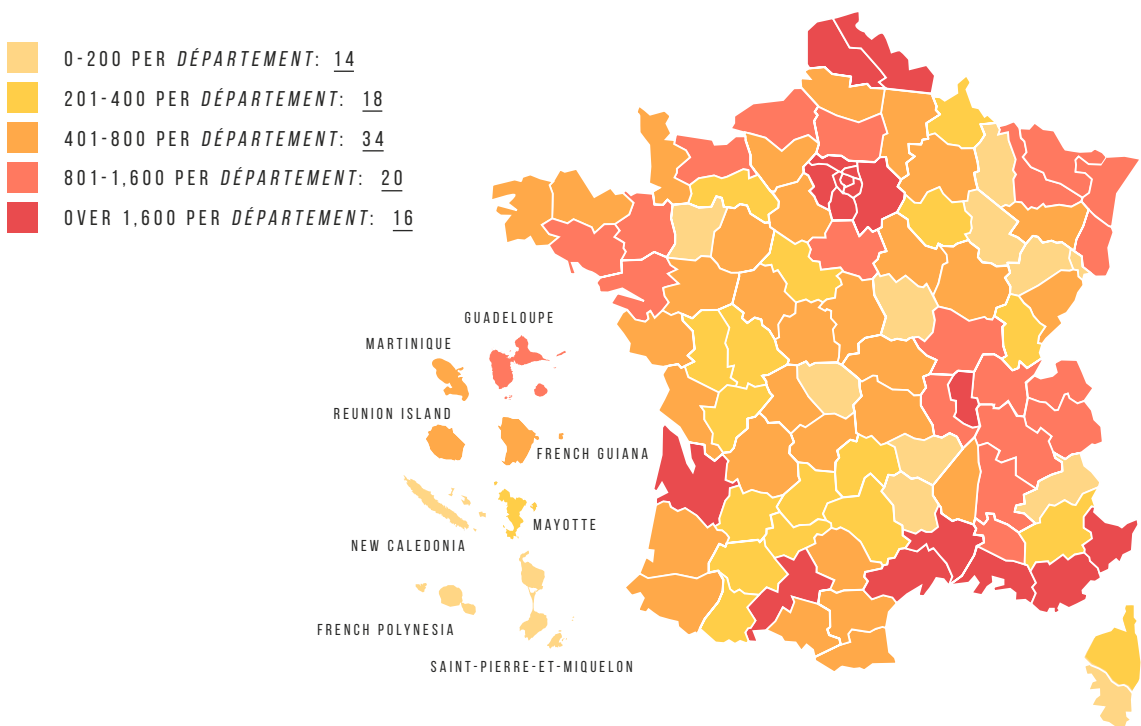 0-200 PER DÉPARTEMENT: 14
201-400 PER DÉPARTEMENT: 18
401-800 PER DÉPARTEMENT: 34
801-1,600 PER DÉPARTEMENT: 20
OVER 1,600 PER DÉPARTEMENT: 16
GUADELOUPE
MARTINIQUE
REUNION ISLAND
FRENCH GUIANA
MAYOTTE
NEW CALEDONIA
FRENCH POLYNESIA
SAINT-PIERRE-ET-MIQUELON